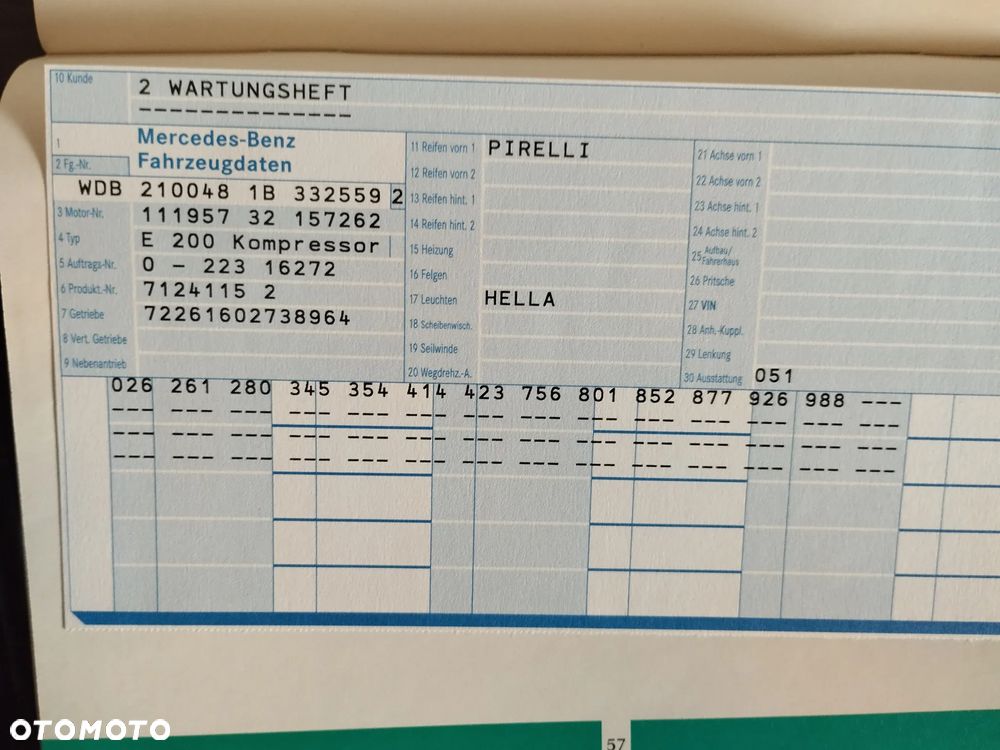 10 Kunde
2 WARTUNGSHEFT
--------------
1
Mercedes-Benz
Fahrzeugdaten
2 Fg.-Nr.
WDB 210048 1B 332559 2
3 Motor-Nr. 111957 32 157262
4 Typ E 200 Kompressor
5 Auftrags-Nr. 0 - 223 16272
6 Produkt.-Nr. 7124115 2
7 Getriebe 72261602738964
8 Vert. Getriebe
9 Nebenantrieb
11 Reifen vorn 1 PIRELLI
12 Reifen vorn 2
13 Reifen hint. 1
14 Reifen hint. 2
15 Heizung
16 Felgen
17 Leuchten HELLA
18 Scheibenwisch.
19 Seilwinde
20 Wegdrehz.-A.
21 Achse vorn 1
22 Achse vorn 2
23 Achse hint. 1
24 Achse hint. 2
25 Aufbau/
Fahrerhaus
26 Pritsche
27 VIN
28 Anh.-Kuppl.
29 Lenkung
30 Ausstattung 051
026 261 280 345 354 414 423 756 801 852 877 926 988 ---
--- --- --- --- --- --- --- --- --- --- --- --- --- ---
--- --- --- --- --- --- --- --- --- --- --- --- --- ---
--- --- --- --- --- --- --- --- --- --- --- --- --- ---
57
OTOMOTO